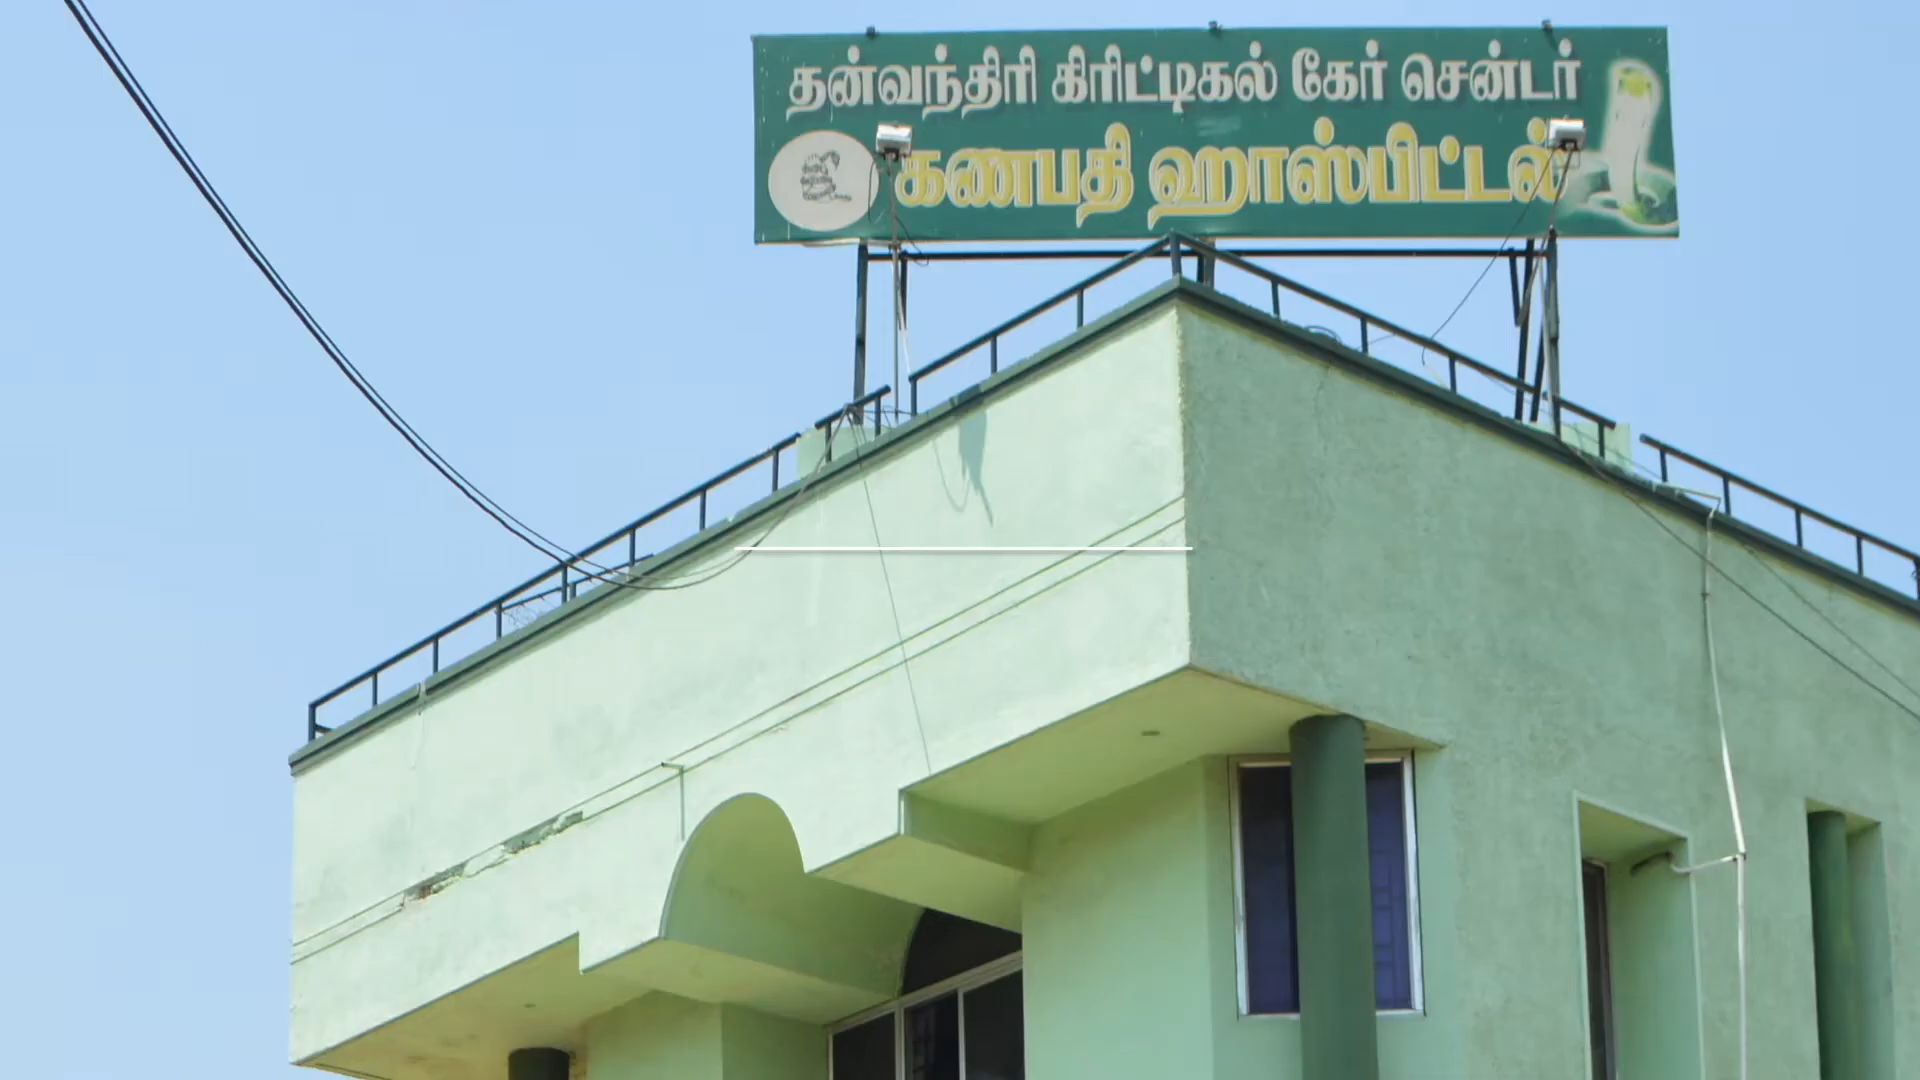 தன்வந்திரி கிரிட்டிகல் கேர் சென்டர்
கணபதி ஹாஸ்பிட்டல்